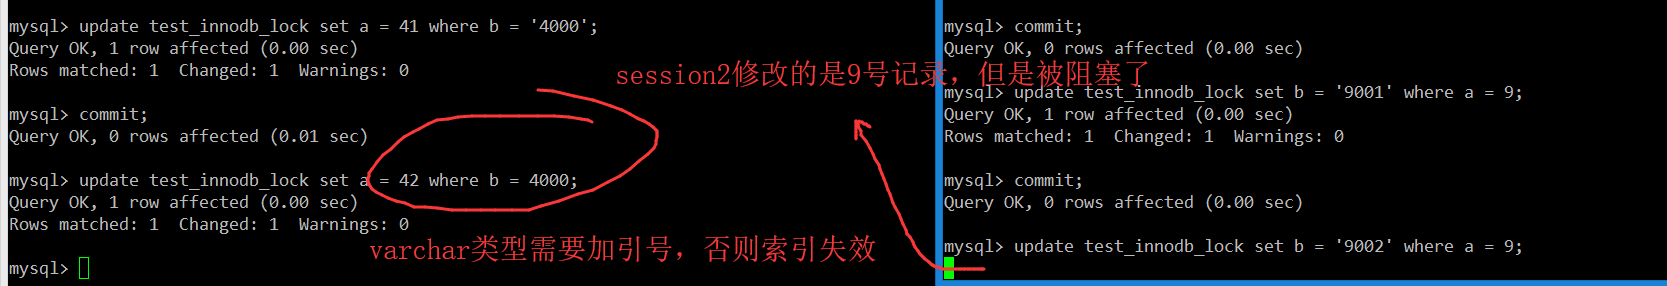 mysql> update test_innodb_lock set a = 41 where b = '4000';
Query OK, 1 row affected (0.00 sec)
Rows matched: 1  Changed: 1  Warnings: 0
mysql> commit;
Query OK, 0 rows affected (0.01 sec)
mysql> update test_innodb_lock set a = 42 where b = 4000;
Query OK, 1 row affected (0.00 sec)
Rows matched: 1  Changed: 1  Warnings: 0
mysql>
varchar类型需要加引号，否则索引失效
session2修改的是9号记录，但是被阻塞了
mysql> commit;
Query OK, 0 rows affected (0.00 sec)
mysql> update test_innodb_lock set b = '9001' where a = 9;
Query OK, 1 row affected (0.00 sec)
Rows matched: 1  Changed: 1  Warnings: 0
mysql> commit;
Query OK, 0 rows affected (0.00 sec)
mysql> update test_innodb_lock set b = '9002' where a = 9;